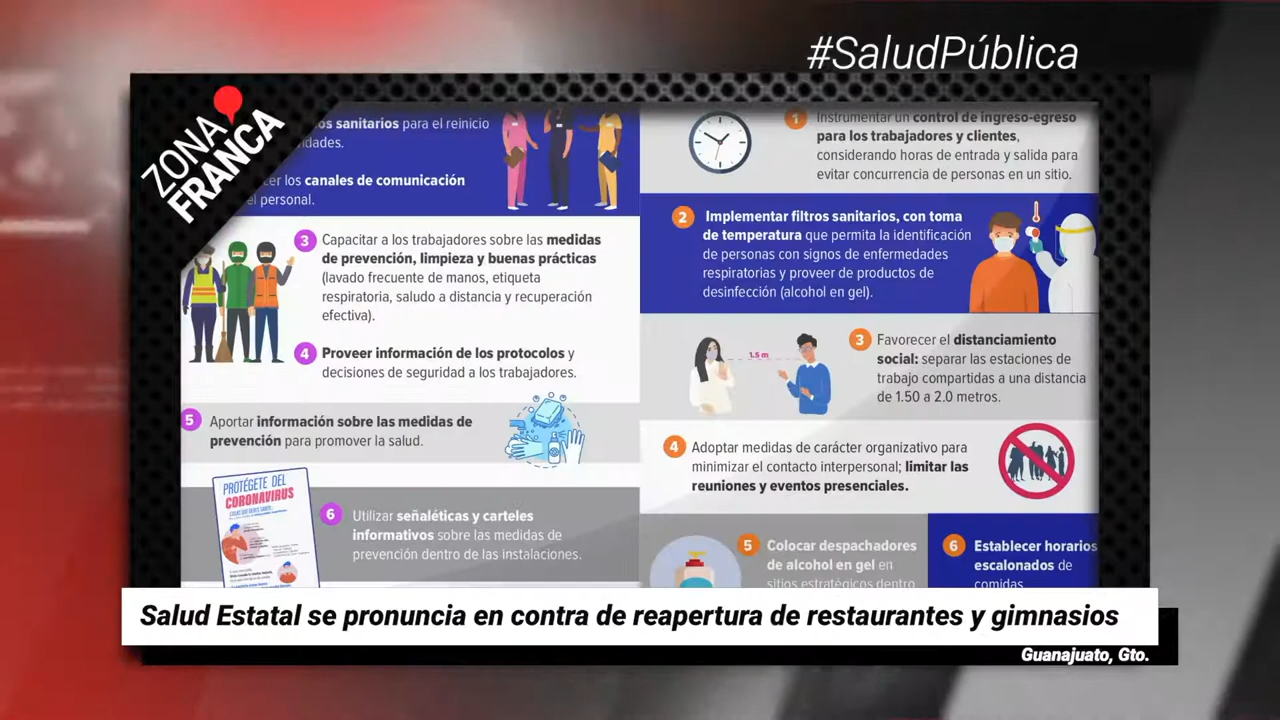 #SaludPública
ZONA
FRANCA
sanitarios para el reinicio
los canales de comunicación
personal.
3
Capacitar a los trabajadores sobre las medidas
de prevención, limpieza y buenas prácticas
(lavado frecuente de manos, etiqueta
respiratoria, saludo a distancia y recuperación
efectiva).
4
Proveer información de los protocolos y
decisiones de seguridad a los trabajadores.
5
Aportar información sobre las medidas de
prevención para promover la salud.
PROTÉGETE DEL
CORONAVIRUS
6
Utilizar señaléticas y carteles
informativos sobre las medidas de
prevención dentro de las instalaciones.
1
Instrumentar un control de ingreso-egreso
para los trabajadores y clientes,
considerando horas de entrada y salida para
evitar concurrencia de personas en un sitio.
2
Implementar filtros sanitarios, con toma
de temperatura que permita la identificación
de personas con signos de enfermedades
respiratorias y proveer de productos de
desinfección (alcohol en gel).
1.5 m
3
Favorecer el distanciamiento
social: separar las estaciones de
trabajo compartidas a una distancia
de 1.50 a 2.0 metros.
4
Adoptar medidas de carácter organizativo para
minimizar el contacto interpersonal; limitar las
reuniones y eventos presenciales.
5
Colocar despachadores
de alcohol en gel en
sitios estratégicos dentro
6
Establecer horarios
escalonados de
comidas
Salud Estatal se pronuncia en contra de reapertura de restaurantes y gimnasios
Guanajuato, Gto.